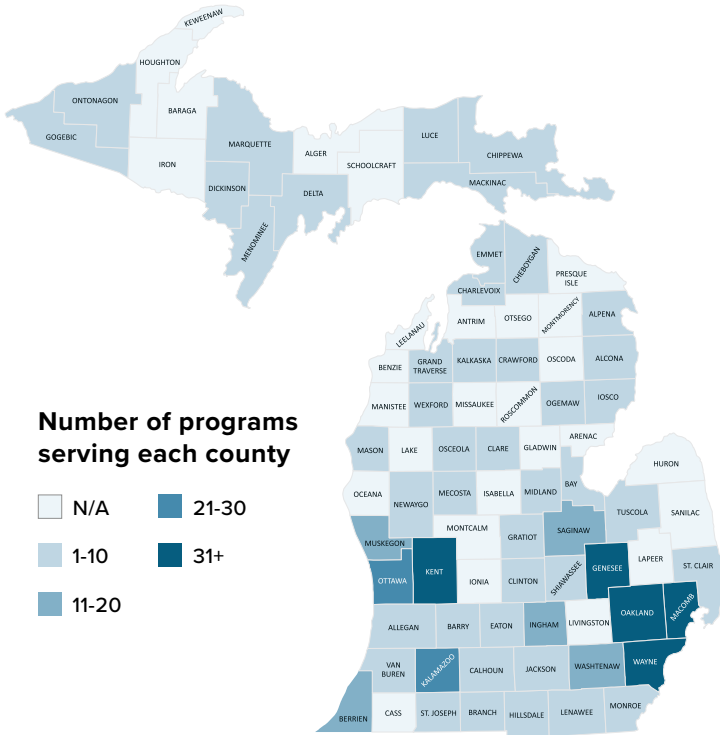 KEWEENAW
HOUGHTON
ONTONAGON
BARAGA
GOGEBIC
MARQUETTE
LUCE
ALGER
CHIPPEWA
IRON
SCHOOLCRAFT
DICKINSON
MACKINAC
DELTA
MENOMINEE
EMMET
CHEBOYGAN
PRESQUE
ISLE
CHARLEVOIX
ANTRIM
OTSEGO
MONTMORENCY
ALPENA
LEELANAU
BENZIE
GRAND
TRAVERSE
KALKASKA
CRAWFORD
OSCODA
ALCONA
MANISTEE
WEXFORD
MISSAUKEE
ROSCOMMON
OGEMAW
IOSCO
Number of programs
serving each county
N/A
21-30
1-10
31+
11-20
MASON
LAKE
OSCEOLA
CLARE
GLADWIN
ARENAC
HURON
OCEANA
NEWAYGO
MECOSTA
ISABELLA
MIDLAND
BAY
TUSCOLA
SANILAC
MUSKEGON
MONTCALM
GRATIOT
SAGINAW
OTTAWA
KENT
IONIA
CLINTON
SHIAWASSEE
GENESEE
LAPEER
ST. CLAIR
ALLEGAN
BARRY
EATON
INGHAM
LIVINGSTON
OAKLAND
MACOMB
VAN
BUREN
KALAMAZOO
CALHOUN
JACKSON
WASHTENAW
WAYNE
BERRIEN
CASS
ST. JOSEPH
BRANCH
HILLSDALE
LENAWEE
MONROE